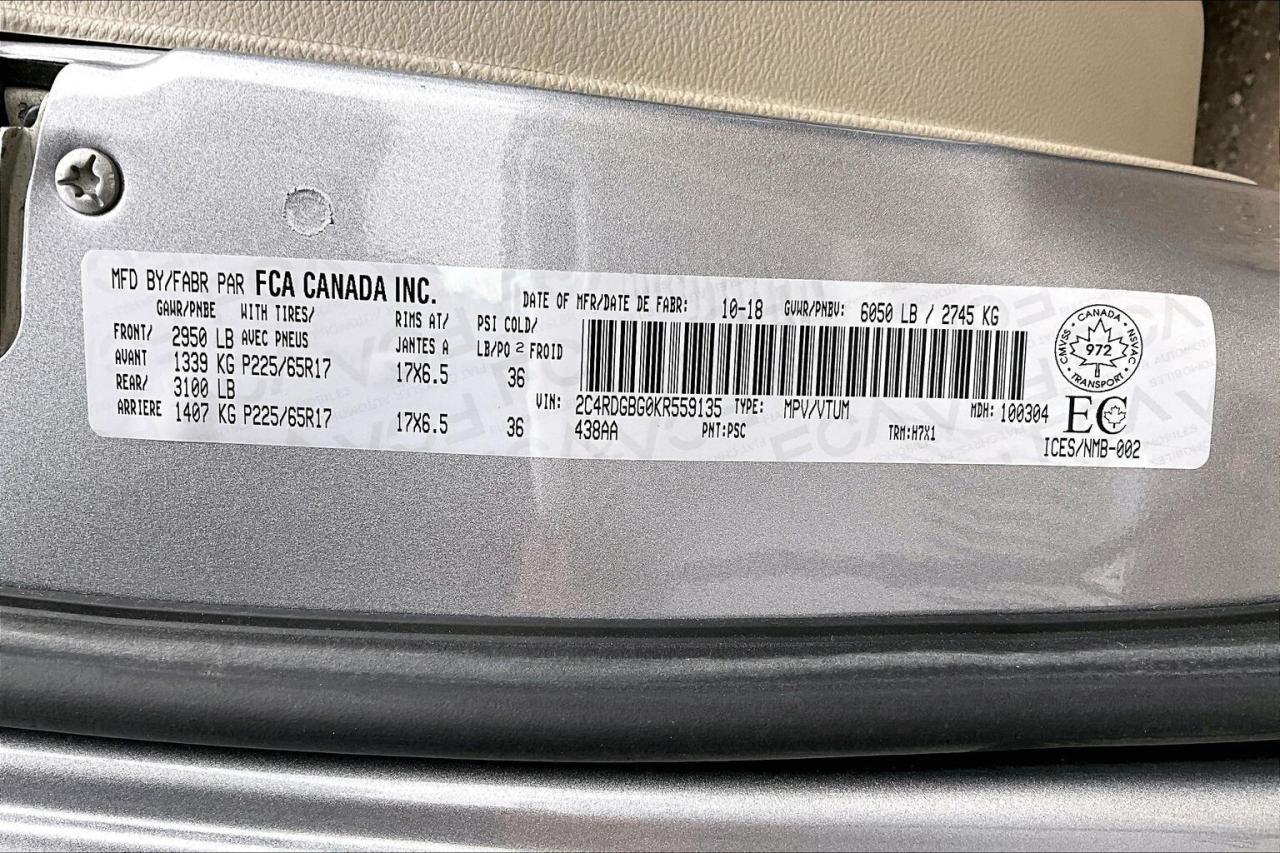 MFD BY/FABR PAR FCA CANADA INC.
DATE OF MFR/DATE DE FABR: 10-18 GVWR/PNBV: 6050 LB / 2745 KG
GAWR/PNBE WITH TIRES/ RIMS AT/ PSI COLD/
FRONT/ 2950 LB AVEC PNEUS JANTES A LB/PO 2 FROID
AVANT 1339 KG P225/65R17 17X6.5 36
REAR/ 3100 LB
ARRIERE 1407 KG P225/65R17 17X6.5 36
VIN: 2C4RDGBG0KR559135 TYPE: MPV/VTUM MDH: 100304
438AA PNT:PSC TRM:H7X1
CANADA
CMVSS NSVAC
972
TRANSPORT
EC
ICES/NMB-002